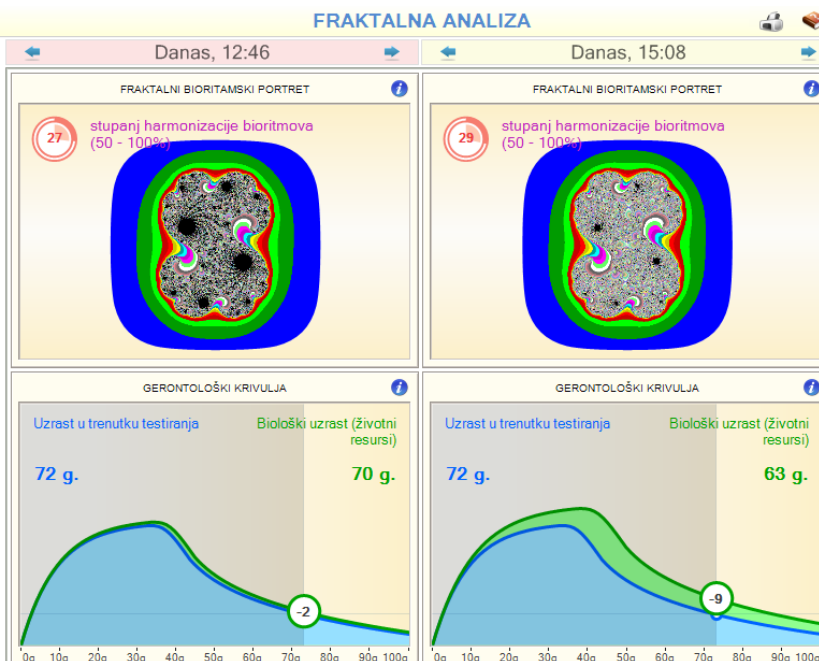 FRAKTALNA ANALIZA
Danas, 12:46
Danas, 15:08
FRAKTALNI BIORITAMSKI PORTRET
27
stupanj harmonizacije bioritmova
(50 - 100%)
FRAKTALNI BIORITAMSKI PORTRET
29
stupanj harmonizacije bioritmova
(50 - 100%)
GERONTOLOŠKI KRIVULJA
Uzrast u trenutku testiranja
Biološki uzrast (životni
resursi)
72 g.
70 g.
-2
0g 10g 20g 30g 40g 50g 60g 70g 80g 90g 100g
GERONTOLOŠKI KRIVULJA
Uzrast u trenutku testiranja
Biološki uzrast (životni
resursi)
72 g.
63 g.
-9
0g 10g 20g 30g 40g 50g 60g 70g 80g 90g 100g